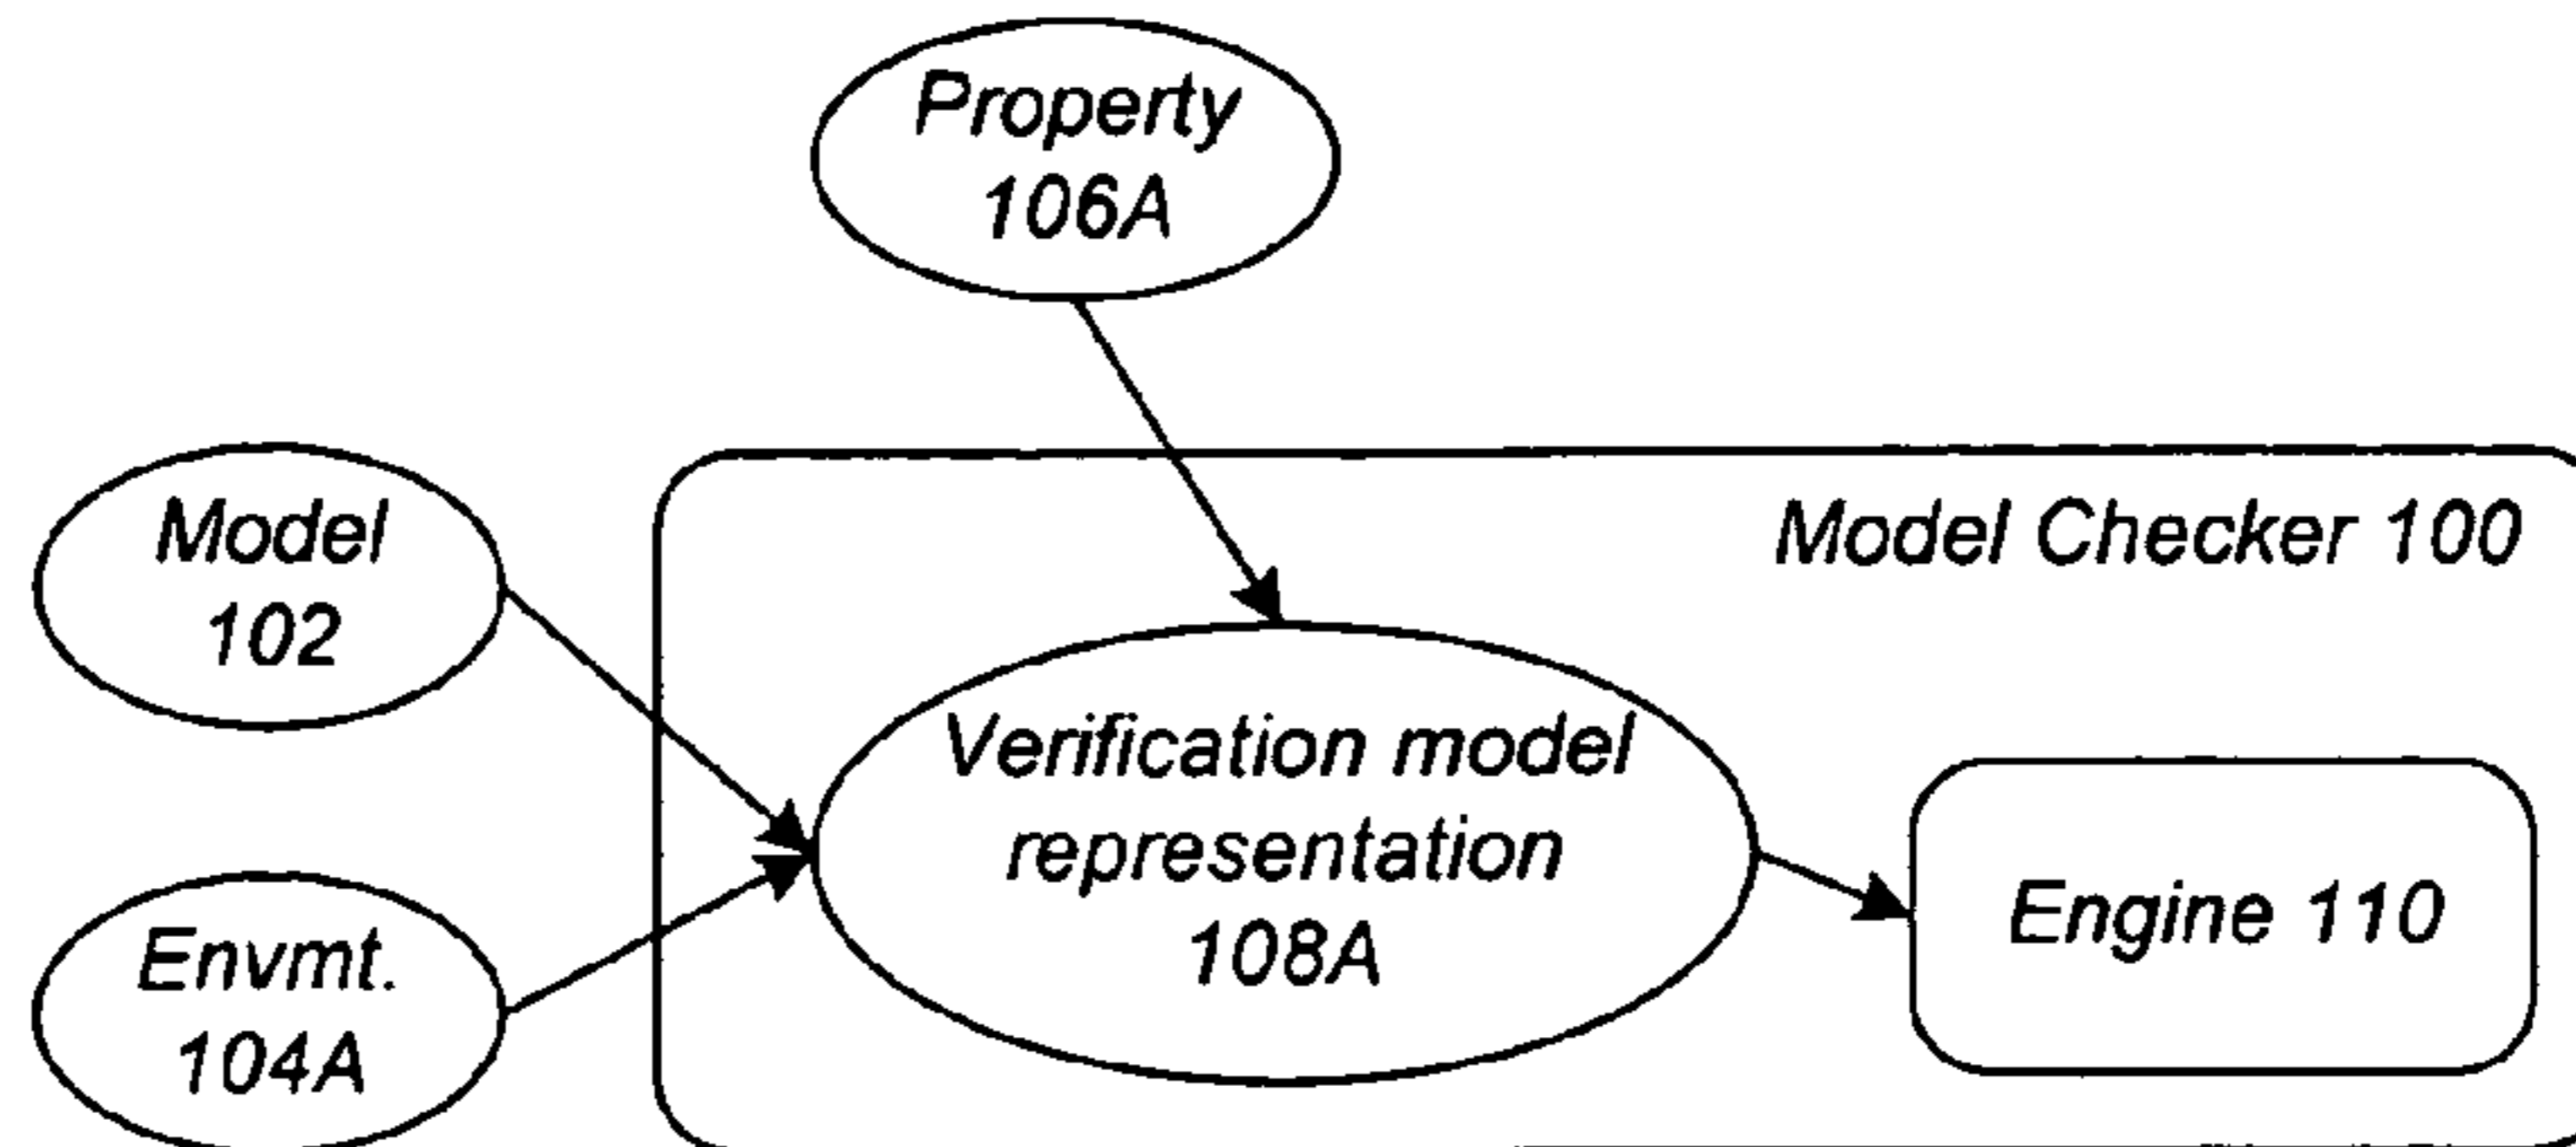 Property
106A
Model
102
Model Checker 100
Verification model
representation
108A
Engine 110
Envmt.
104A